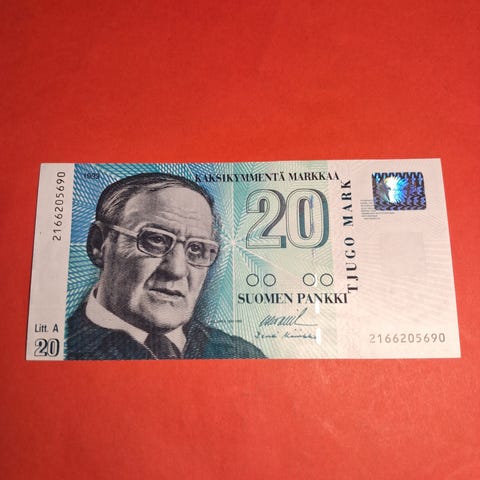 1993
KAKSIKYMMENTÄ MARKKAA
20
TJUGO MARK
SUOMEN PANKKI
2166205690
Litt. A
20
2166205690